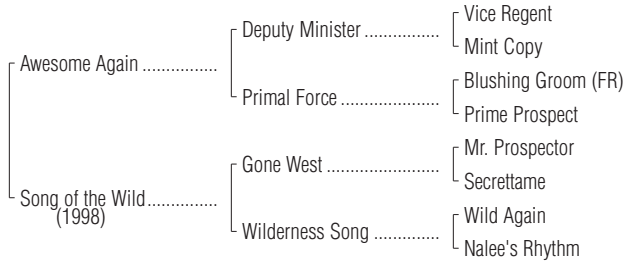 Vice Regent
Deputy Minister ................
Mint Copy
Awesome Again ................
Blushing Groom (FR)
Primal Force .....................
Prime Prospect
Mr. Prospector
Gone West ........................
Secrettame
Song of the Wild...............
(1998)
Wild Again
Wilderness Song ..............
Nalee's Rhythm